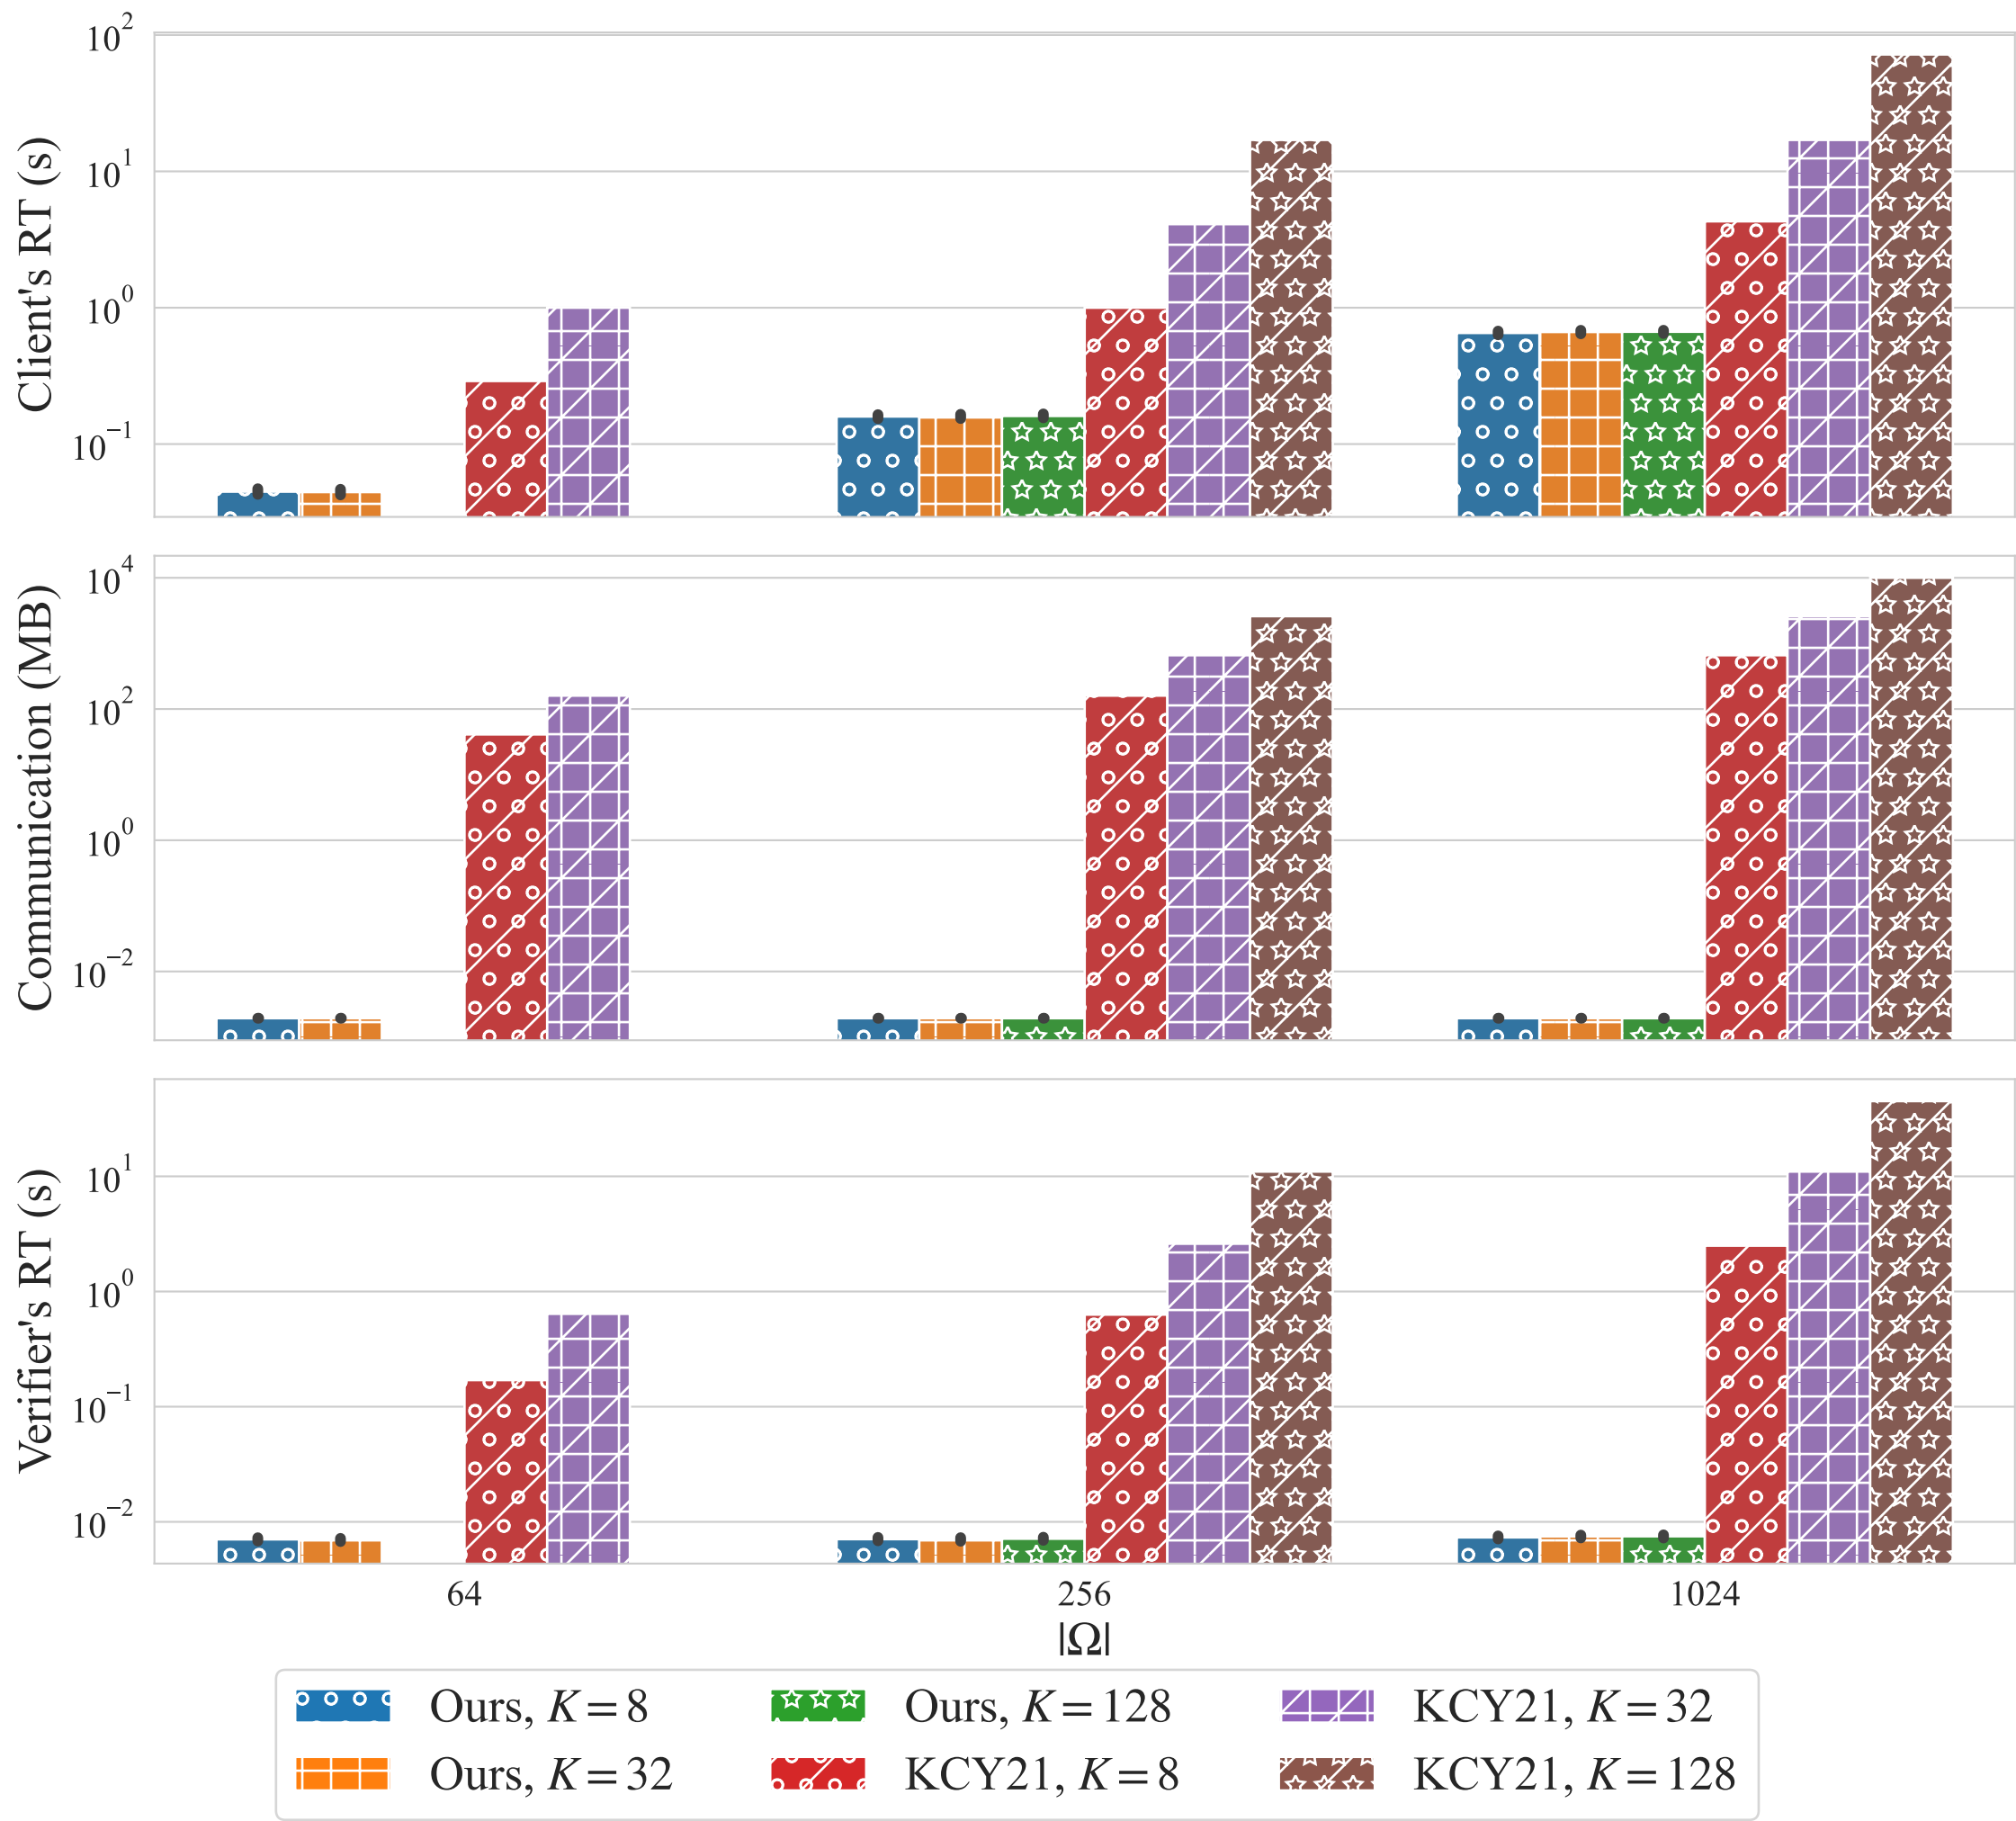 Client's RT (s)
10^2
10^1
10^0
10^−1
Communication (MB)
10^4
10^2
10^0
10^−2
Verifier's RT (s)
10^1
10^0
10^−1
10^−2
64 256 1024
|Ω|
Ours, K = 8 Ours, K = 128 KCY21, K = 32
Ours, K = 32 KCY21, K = 8 KCY21, K = 128